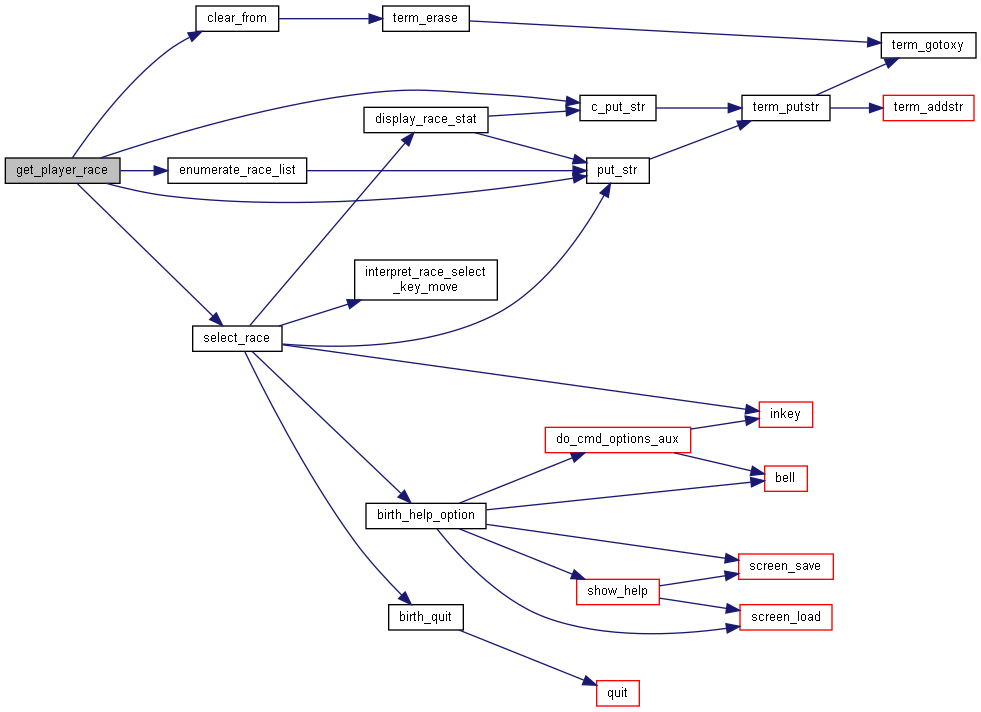 clear_from
term_erase
term_gotoxy
c_put_str
term_putstr
term_addstr
display_race_stat
get_player_race
enumerate_race_list
put_str
interpret_race_select
_key_move
select_race
inkey
do_cmd_options_aux
bell
birth_help_option
screen_save
show_help
screen_load
birth_quit
quit